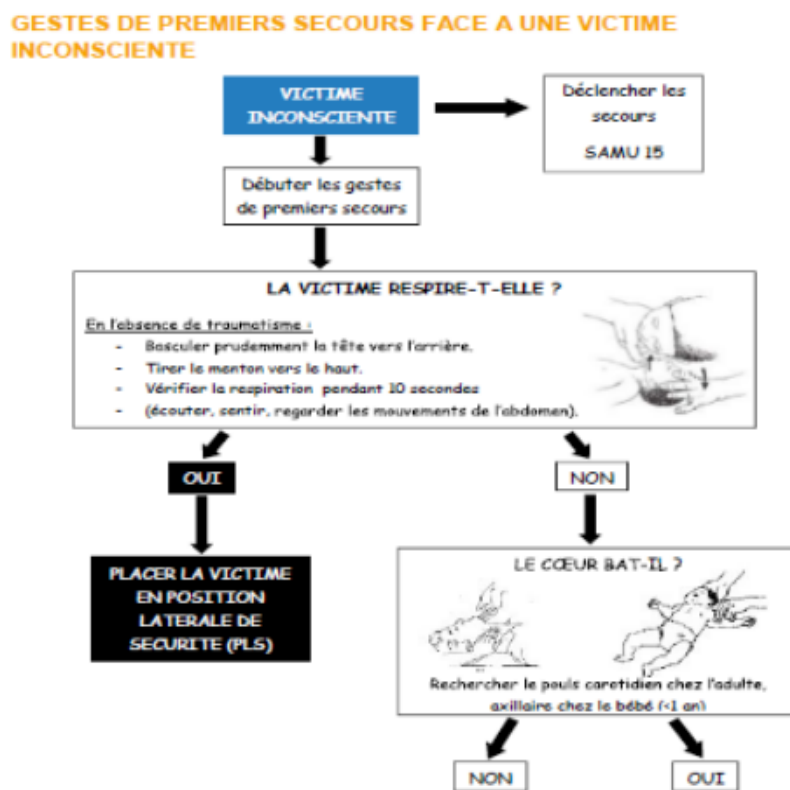 GESTES DE PREMIERS SECOURS FACE A UNE VICTIME
INCONSCIENTE
VICTIME
INCONSCIENTE
Déclencher les
secours
SAMU 15
Débuter les gestes
de premiers secours
LA VICTIME RESPIRE-T-ELLE ?
En l'absence de traumatisme :
- Basculer prudemment la tête vers l'arrière.
- Tirer le menton vers le haut.
- Vérifier la respiration pendant 10 secondes
- (écouter, sentir, regarder les mouvements de l'abdomen).
OUI
NON
PLACER LA VICTIME
EN POSITION
LATERALE DE
SECURITE (PLS)
LE CŒUR BAT-IL ?
Rechercher le pouls carotidien chez l'adulte,
axillaire chez le bébé (<1 an)
NON
OUI